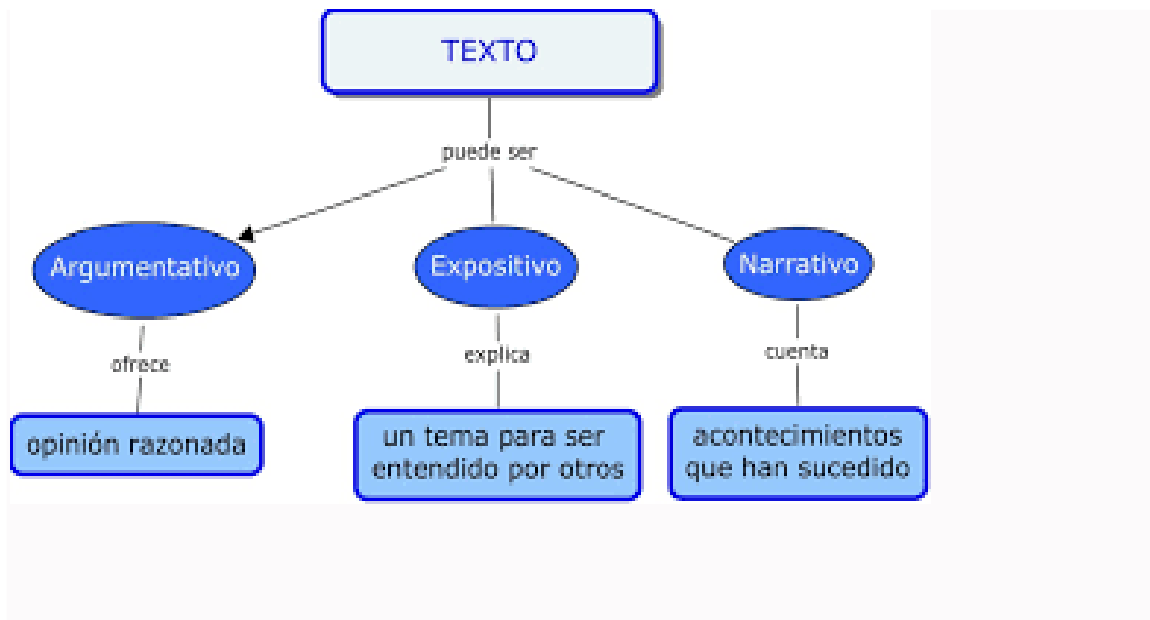 TEXTO
puede ser
Argumentativo
Expositivo
Narrativo
ofrece
explica
cuenta
opinión razonada
un tema para ser
entendido por otros
acontecimientos
que han sucedido